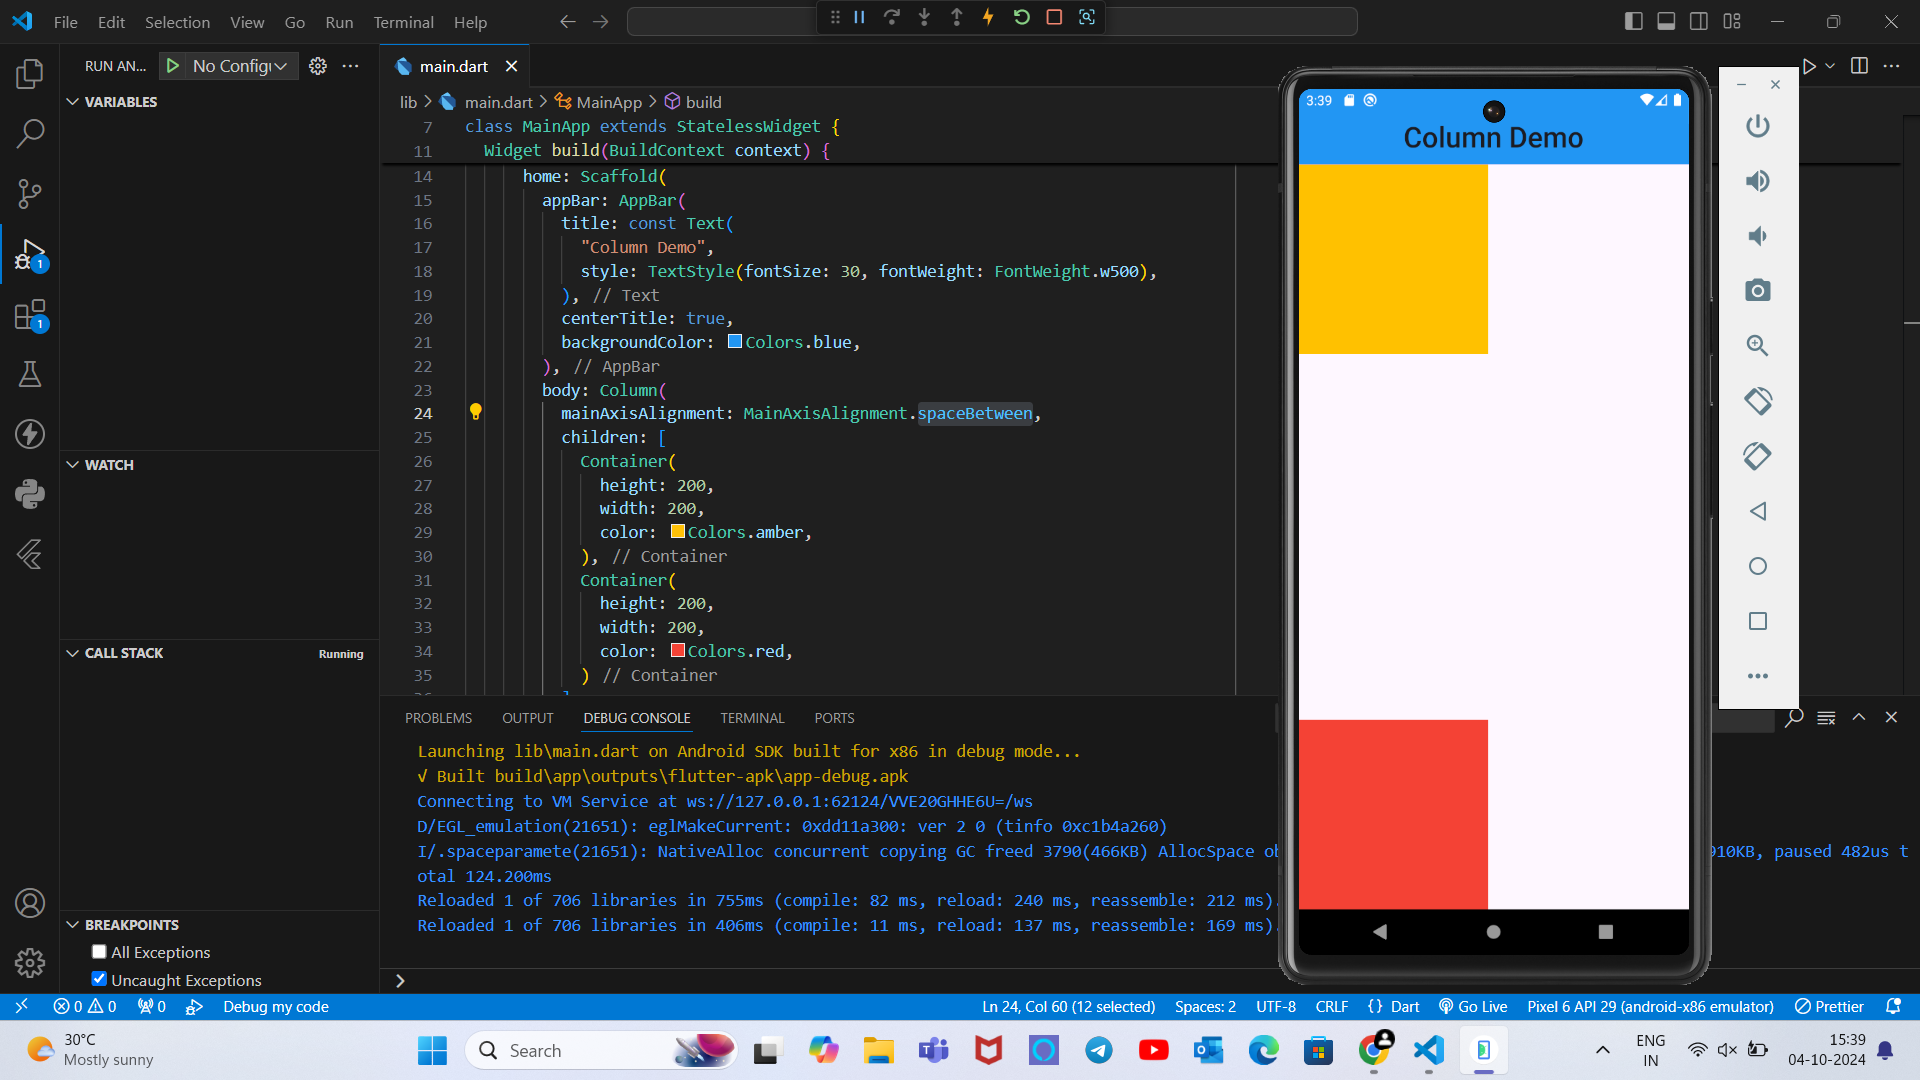 File Edit Selection View Go Run Terminal Help
RUN AN... No Config
main.dart
VARIABLES
lib main.dart MainApp build
7 class MainApp extends StatelessWidget {
11 Widget build(BuildContext context) {
14 home: Scaffold(
15 appBar: AppBar(
16 title: const Text(
17 "Column Demo",
18 style: TextStyle(fontSize: 30, fontWeight: FontWeight.w500),
19 ), // Text
20 centerTitle: true,
21 backgroundColor: Colors.blue,
22 ), // AppBar
23 body: Column(
24 mainAxisAlignment: MainAxisAlignment.spaceBetween,
25 children: [
26 Container(
27 height: 200,
28 width: 200,
29 color: Colors.amber,
30 ), // Container
31 Container(
32 height: 200,
33 width: 200,
34 color: Colors.red,
35 ) // Container
WATCH
CALL STACK Running
BREAKPOINTS
All Exceptions
Uncaught Exceptions
1
1
3:39
Column Demo
PROBLEMS OUTPUT DEBUG CONSOLE TERMINAL PORTS
Launching lib\main.dart on Android SDK built for x86 in debug mode...
√ Built build\app\outputs\flutter-apk\app-debug.apk
Connecting to VM Service at ws://127.0.0.1:62124/VVE20GHHE6U=/ws
D/EGL_emulation(21651): eglMakeCurrent: 0xdd11a300: ver 2 0 (tinfo 0xc1b4a260)
I/.spaceparamete(21651): NativeAlloc concurrent copying GC freed 3790(466KB) AllocSpace 910KB, paused 482us t
otal 124.200ms
Reloaded 1 of 706 libraries in 755ms (compile: 82 ms, reload: 240 ms, reassemble: 212 ms).
Reloaded 1 of 706 libraries in 406ms (compile: 11 ms, reload: 137 ms, reassemble: 169 ms).
0 0 0 Debug my code Ln 24, Col 60 (12 selected) Spaces: 2 UTF-8 CRLF {} Dart Go Live Pixel 6 API 29 (android-x86 emulator) Prettier
30°C
Mostly sunny
Search
ENG
IN
15:39
04-10-2024